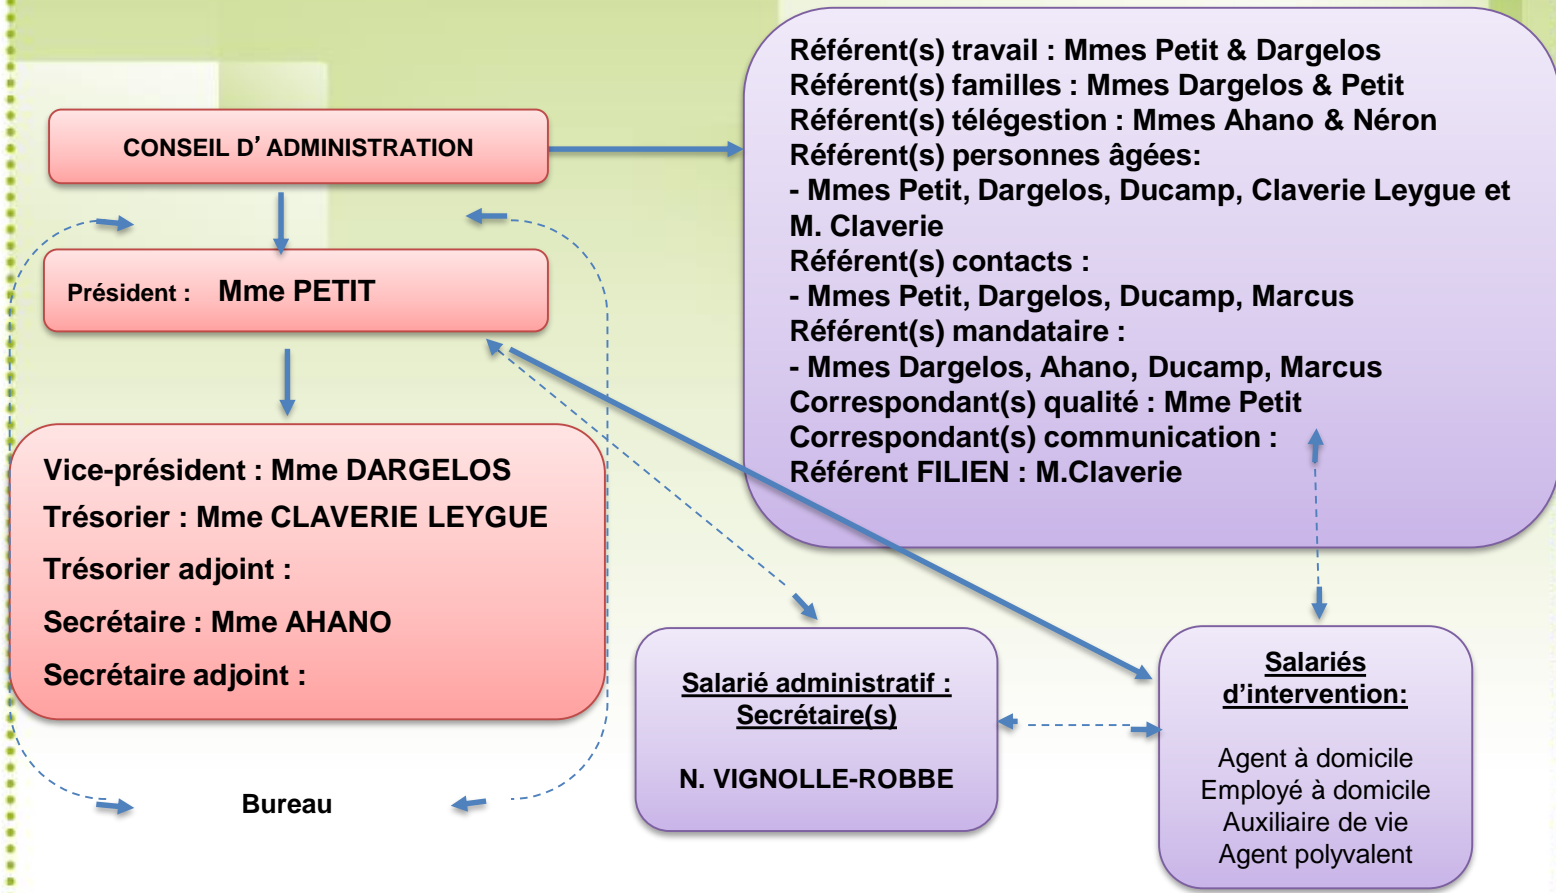 CONSEIL D’ ADMINISTRATION
Président : Mme PETIT
Vice-président : Mme DARGELOS
Trésorier : Mme CLAVERIE LEYGUE
Trésorier adjoint :
Secrétaire : Mme AHANO
Secrétaire adjoint :
Bureau
Référent(s) travail : Mmes Petit & Dargelos
Référent(s) familles : Mmes Dargelos & Petit
Référent(s) télégestion : Mmes Ahano & Néron
Référent(s) personnes âgées:
- Mmes Petit, Dargelos, Ducamp, Claverie Leygue et
M. Claverie
Référent(s) contacts :
- Mmes Petit, Dargelos, Ducamp, Marcus
Référent(s) mandataire :
- Mmes Dargelos, Ahano, Ducamp, Marcus
Correspondant(s) qualité : Mme Petit
Correspondant(s) communication :
Référent FILIEN : M.Claverie
Salarié administratif :
Secrétaire(s)
N. VIGNOLLE-ROBBE
Salariés
d’intervention:
Agent à domicile
Employé à domicile
Auxiliaire de vie
Agent polyvalent